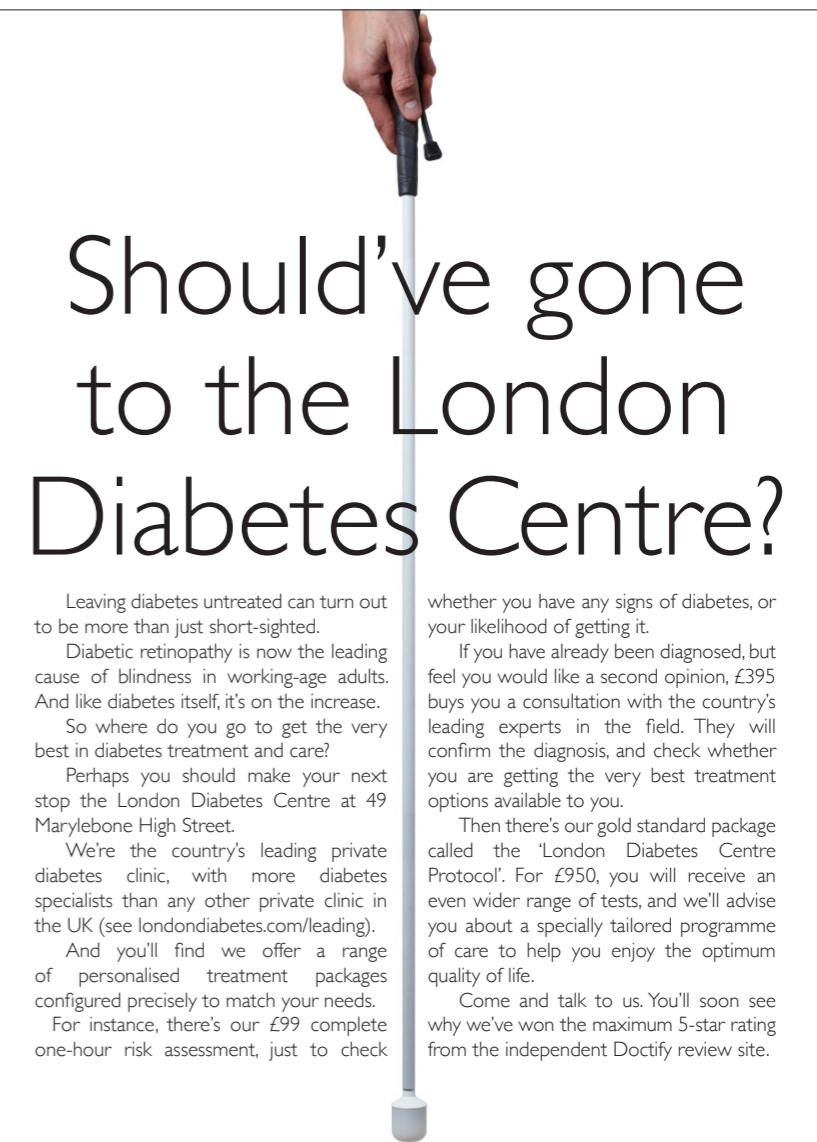 Should've gone
to the London
Diabetes Centre?
Leaving diabetes untreated can turn out
to be more than just short-sighted.
Diabetic retinopathy is now the leading
cause of blindness in working-age adults.
And like diabetes itself, it's on the increase.
So where do you go to get the very
best in diabetes treatment and care?
Perhaps you should make your next
stop the London Diabetes Centre at 49
Marylebone High Street.
We're the country's leading private
diabetes clinic, with more diabetes
specialists than any other private clinic in
the UK (see londondiabetes.com/leading).
And you'll find we offer a range
of personalised treatment packages
configured precisely to match your needs.
For instance, there's our £99 complete
one-hour risk assessment, just to check
whether you have any signs of diabetes, or
your likelihood of getting it.
If you have already been diagnosed, but
feel you would like a second opinion, £395
buys you a consultation with the country's
leading experts in the field. They will
confirm the diagnosis, and check whether
you are getting the very best treatment
options available to you.
Then there's our gold standard package
called the 'London Diabetes Centre
Protocol'. For £950, you will receive an
even wider range of tests, and we'll advise
you about a specially tailored programme
of care to help you enjoy the optimum
quality of life.
Come and talk to us. You'll soon see
why we've won the maximum 5-star rating
from the independent Doctify review site.